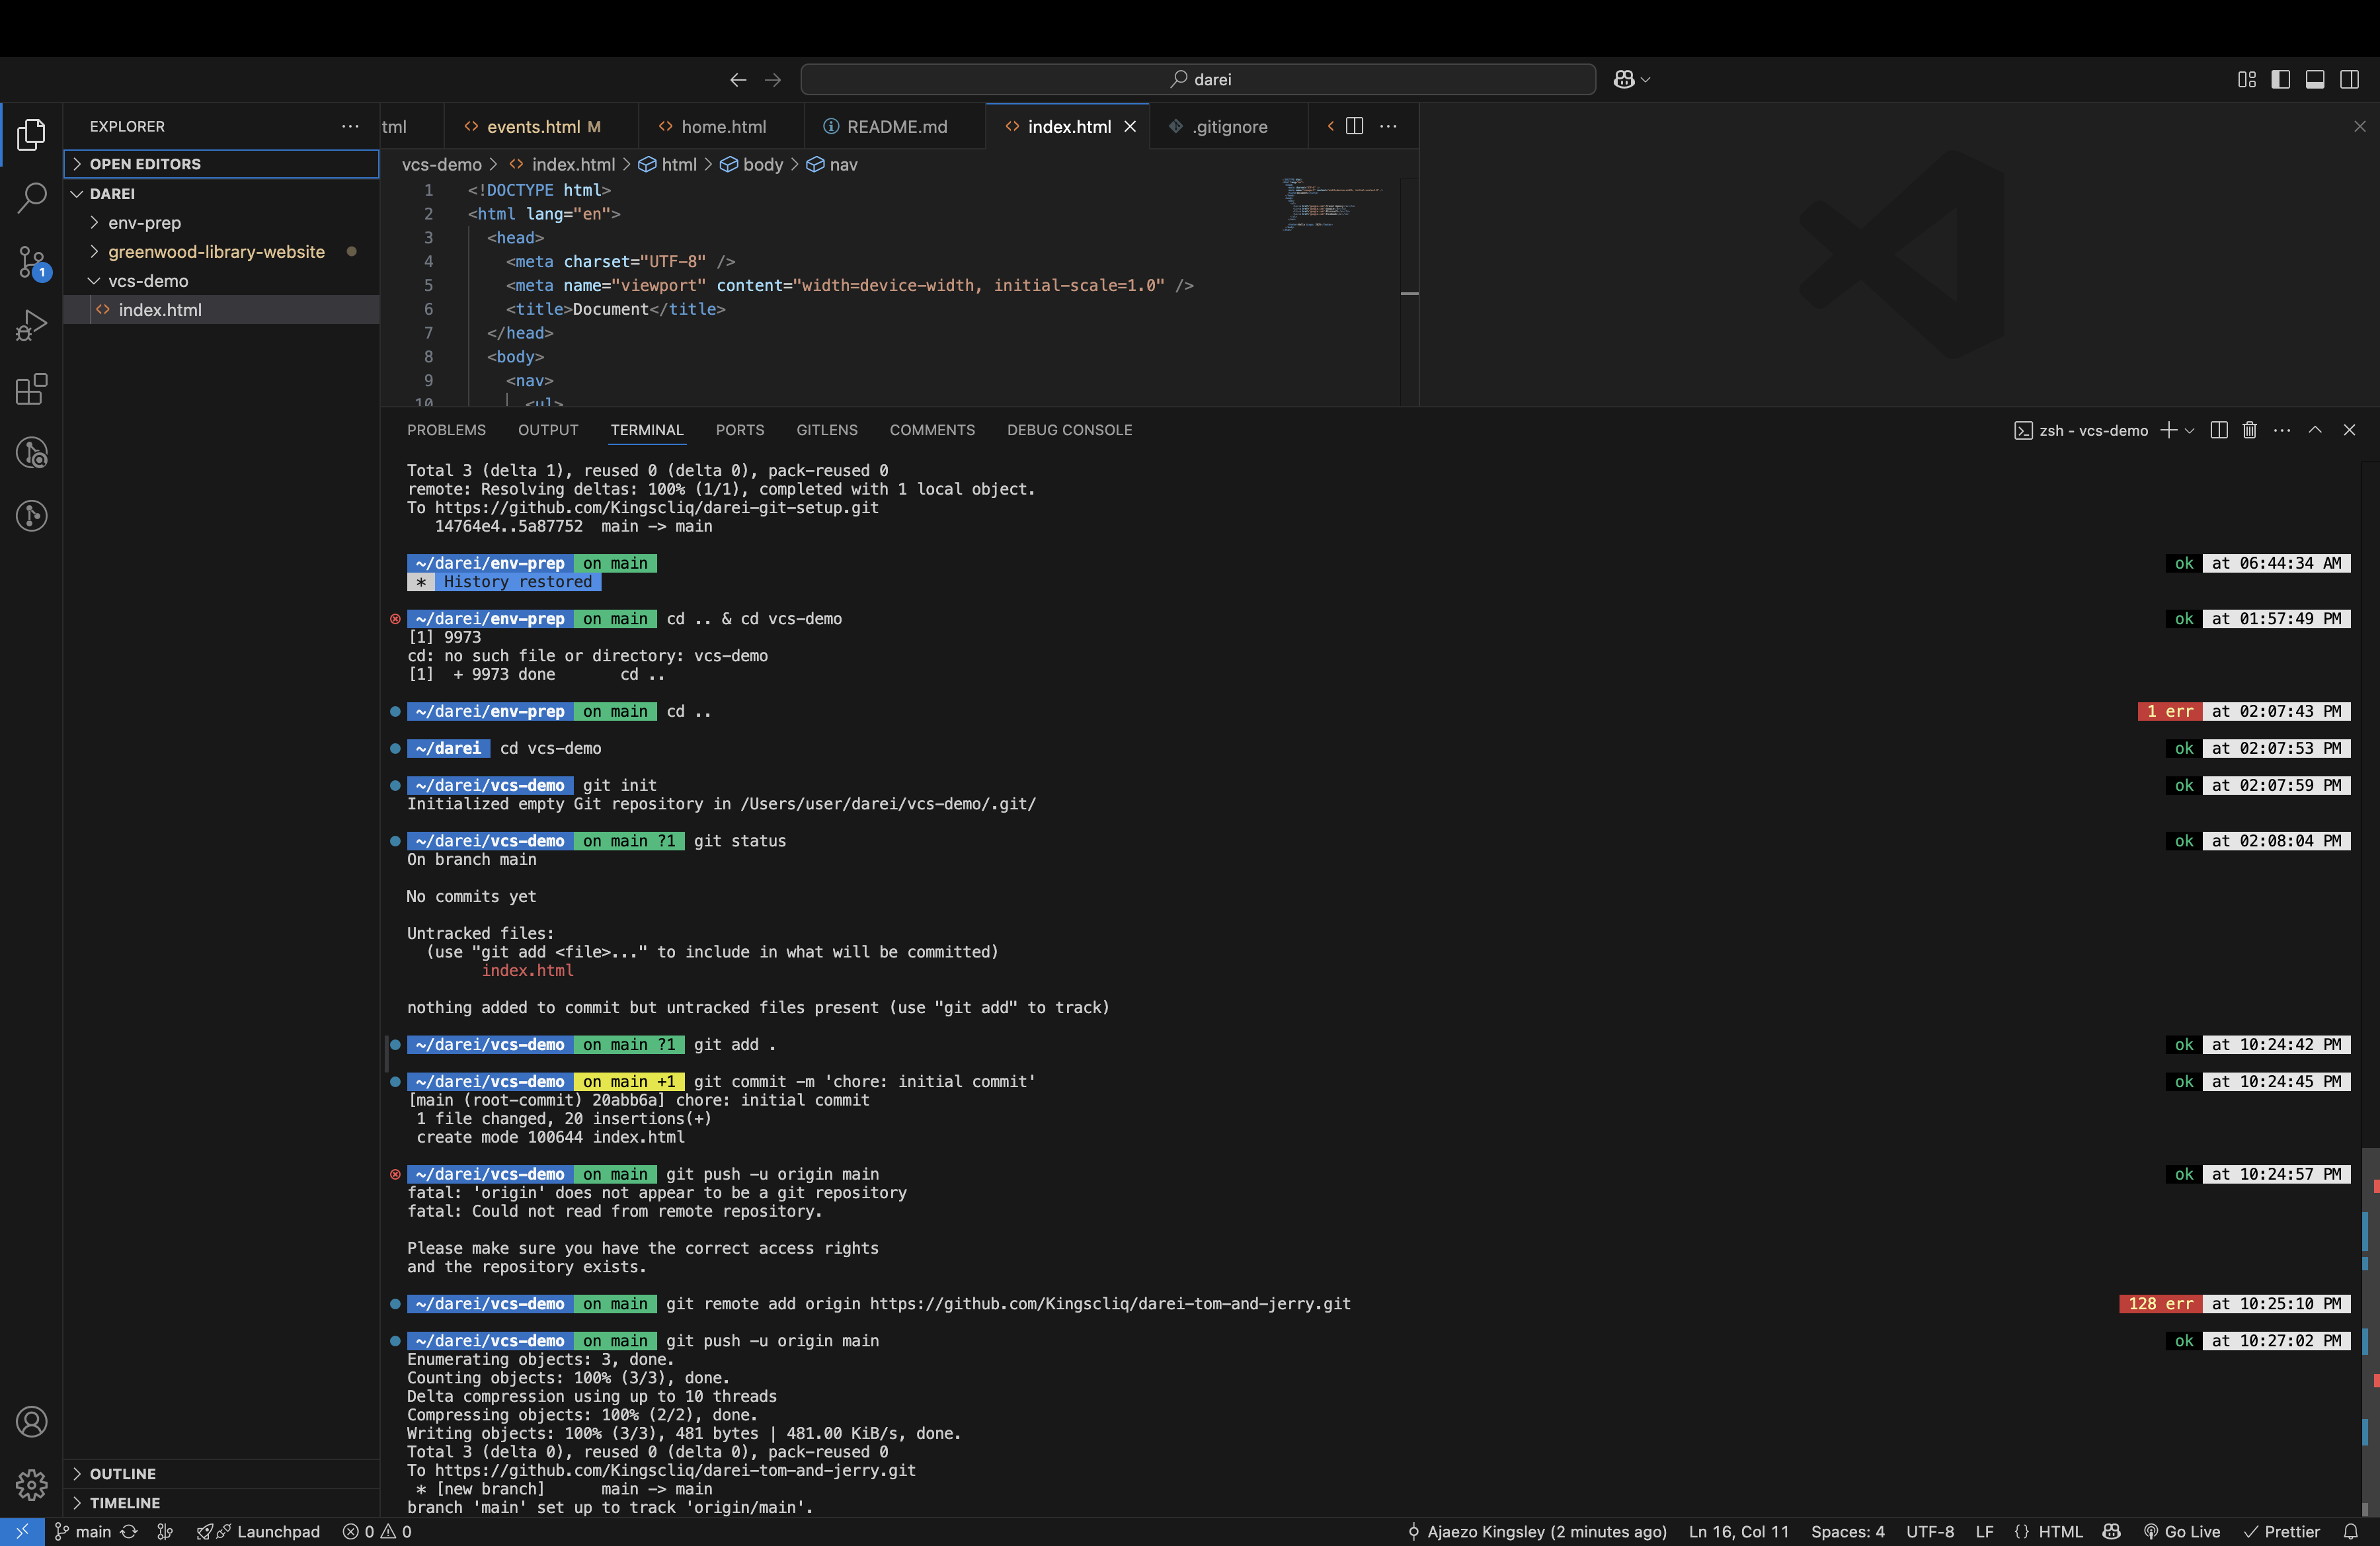 darei
EXPLORER
OPEN EDITORS
DAREI
env-prep
greenwood-library-website
vcs-demo
index.html
OUTLINE
TIMELINE
1
tml
events.html M
home.html
README.md
index.html
.gitignore
vcs-demo > index.html > html > body > nav
1 <!DOCTYPE html>
2 <html lang="en">
3 <head>
4 <meta charset="UTF-8" />
5 <meta name="viewport" content="width=device-width, initial-scale=1.0" />
6 <title>Document</title>
7 </head>
8 <body>
9 <nav>
10 <ul>
PROBLEMS OUTPUT TERMINAL PORTS GITLENS COMMENTS DEBUG CONSOLE
zsh - vcs-demo
Total 3 (delta 1), reused 0 (delta 0), pack-reused 0
remote: Resolving deltas: 100% (1/1), completed with 1 local object.
To https://github.com/Kingscliq/darei-git-setup.git
14764e4..5a87752 main -> main
~/darei/env-prep on main ok at 06:44:34 AM
* History restored
~/darei/env-prep on main cd .. & cd vcs-demo ok at 01:57:49 PM
[1] 9973
cd: no such file or directory: vcs-demo
[1] + 9973 done cd ..
~/darei/env-prep on main cd .. 1 err at 02:07:43 PM
~/darei cd vcs-demo ok at 02:07:53 PM
~/darei/vcs-demo git init ok at 02:07:59 PM
Initialized empty Git repository in /Users/user/darei/vcs-demo/.git/
~/darei/vcs-demo on main ?1 git status ok at 02:08:04 PM
On branch main
No commits yet
Untracked files:
(use "git add <file>..." to include in what will be committed)
index.html
nothing added to commit but untracked files present (use "git add" to track)
~/darei/vcs-demo on main ?1 git add . ok at 10:24:42 PM
~/darei/vcs-demo on main +1 git commit -m 'chore: initial commit' ok at 10:24:45 PM
[main (root-commit) 20abb6a] chore: initial commit
1 file changed, 20 insertions(+)
create mode 100644 index.html
~/darei/vcs-demo on main git push -u origin main ok at 10:24:57 PM
fatal: 'origin' does not appear to be a git repository
fatal: Could not read from remote repository.
Please make sure you have the correct access rights
and the repository exists.
~/darei/vcs-demo on main git remote add origin https://github.com/Kingscliq/darei-tom-and-jerry.git 128 err at 10:25:10 PM
~/darei/vcs-demo on main git push -u origin main ok at 10:27:02 PM
Enumerating objects: 3, done.
Counting objects: 100% (3/3), done.
Delta compression using up to 10 threads
Compressing objects: 100% (2/2), done.
Writing objects: 100% (3/3), 481 bytes | 481.00 KiB/s, done.
Total 3 (delta 0), reused 0 (delta 0), pack-reused 0
To https://github.com/Kingscliq/darei-tom-and-jerry.git
* [new branch] main -> main
branch 'main' set up to track 'origin/main'.
main Launchpad 0 0 Ajaezo Kingsley (2 minutes ago) Ln 16, Col 11 Spaces: 4 UTF-8 LF {} HTML Go Live Prettier